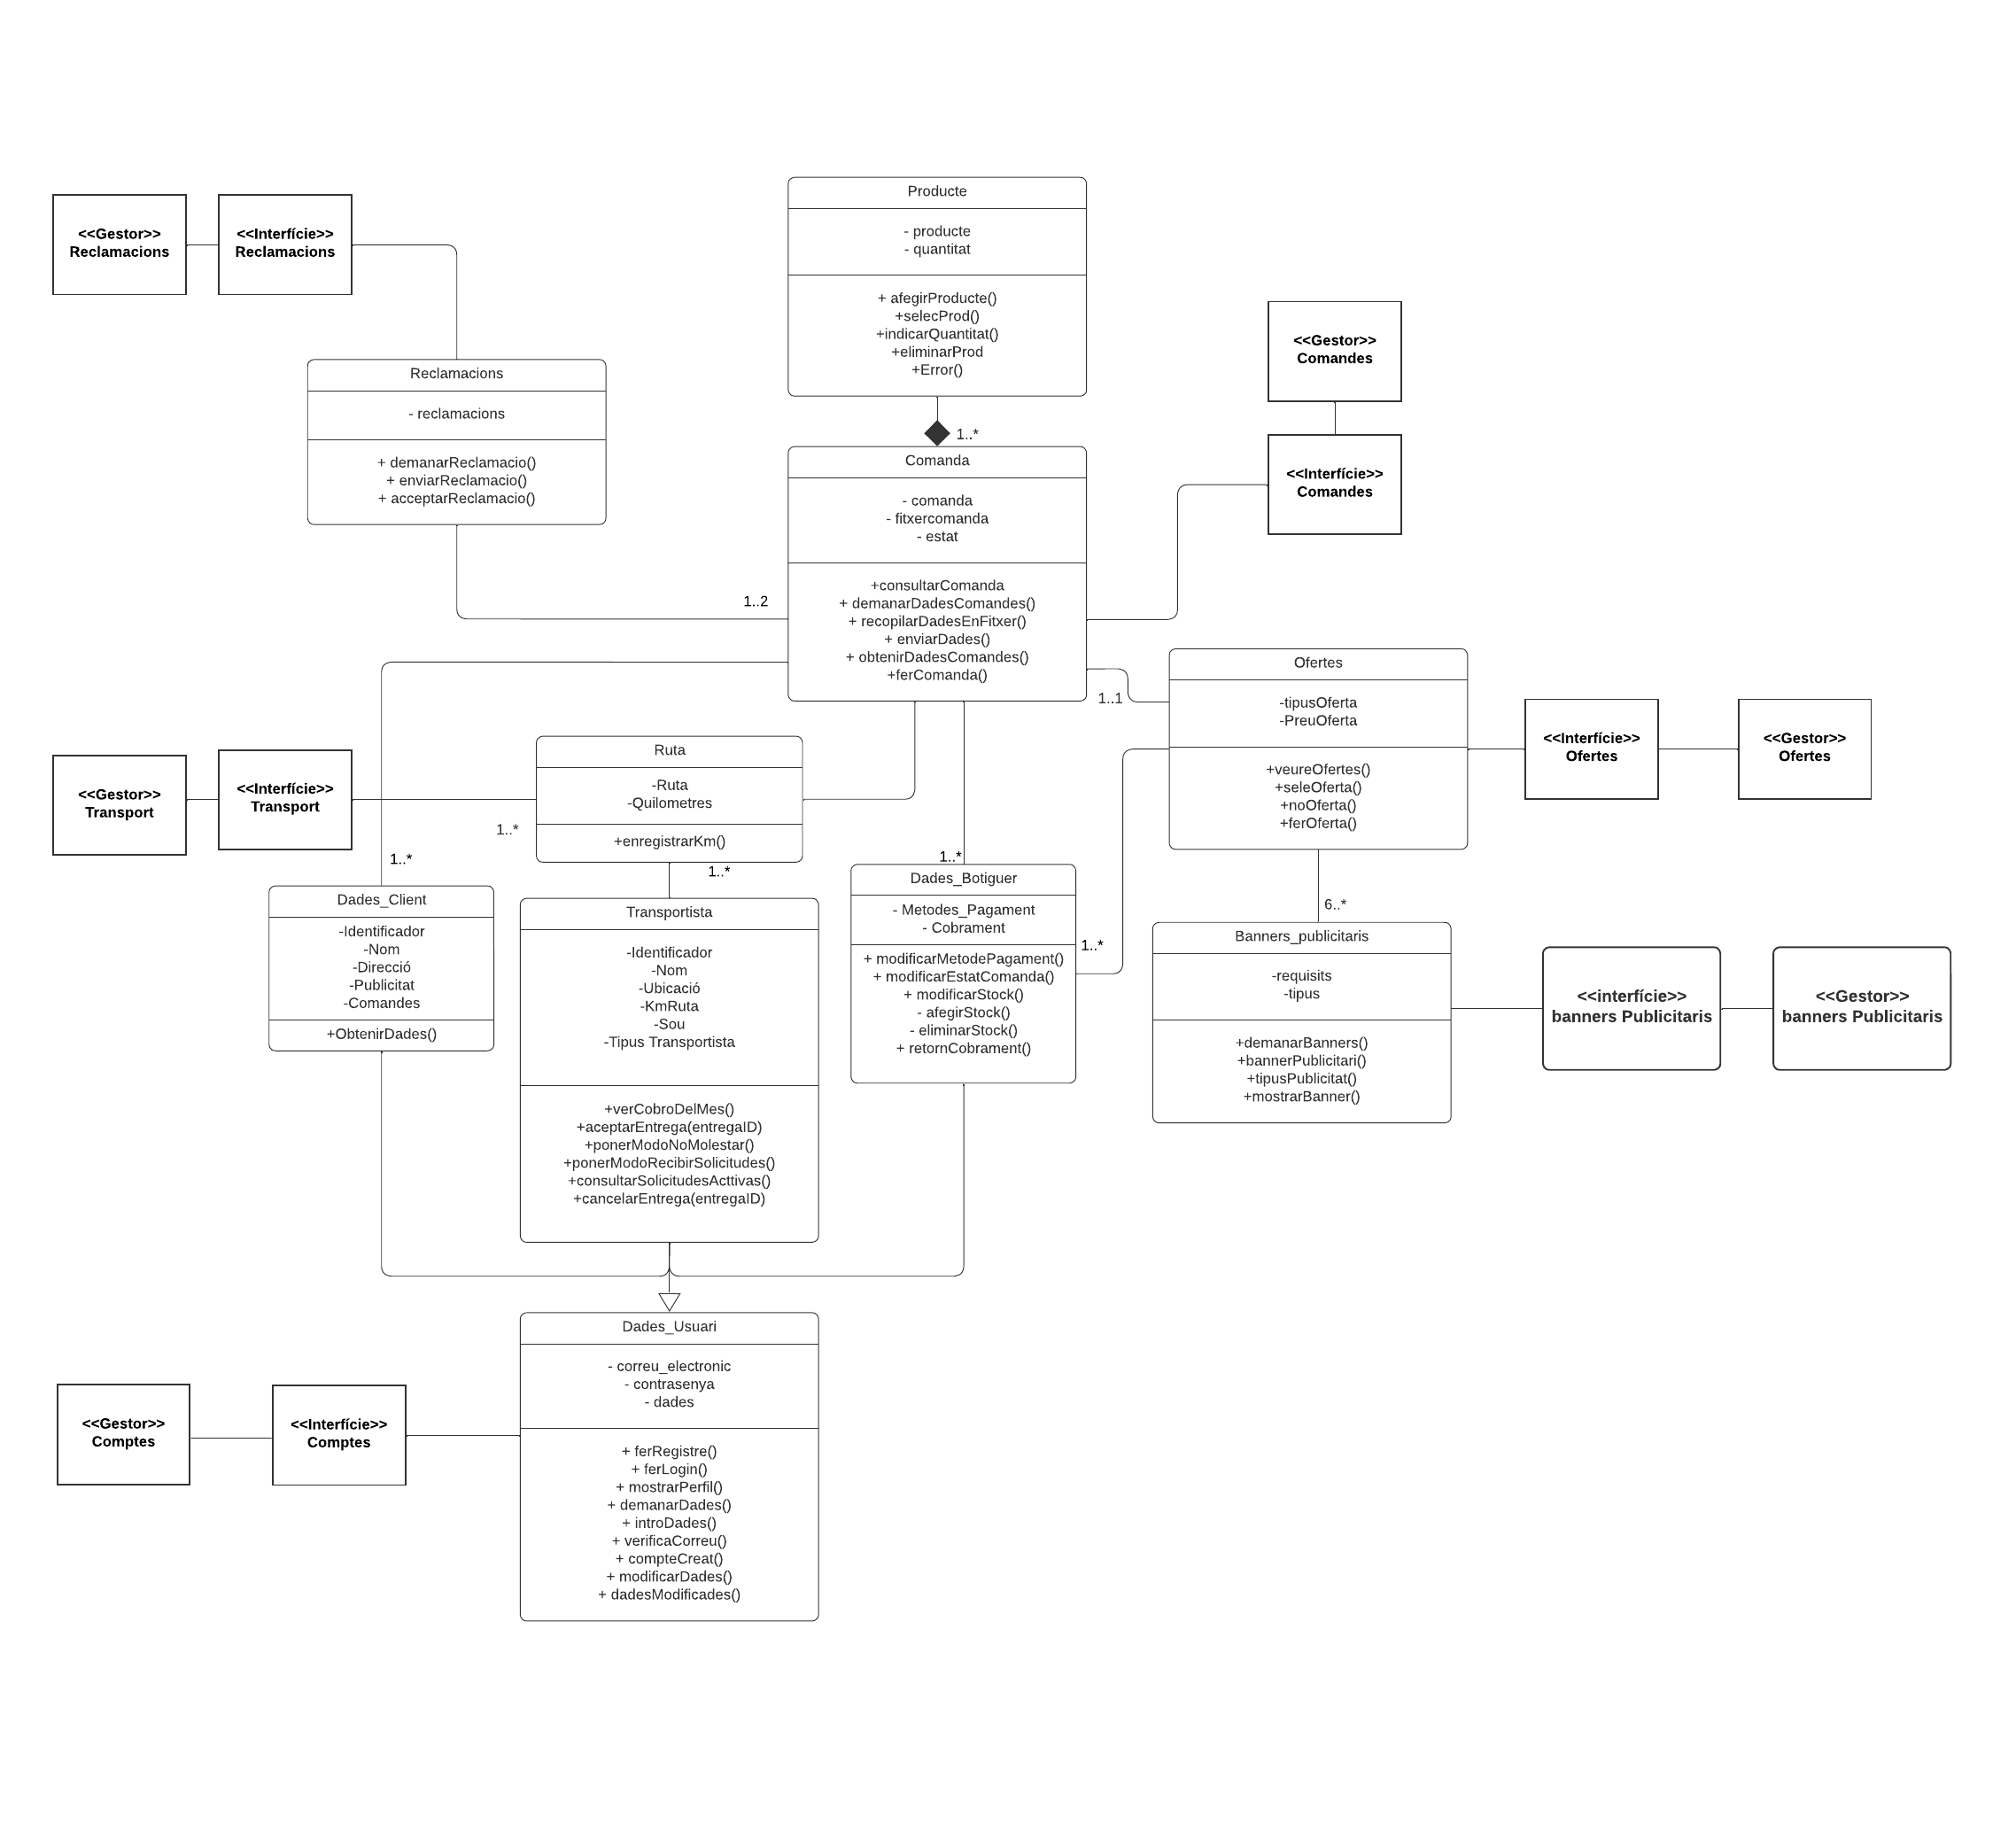 <<Gestor>>
Reclamacions
<<Interfície>>
Reclamacions
Producte
- producte
- quantitat
+ afegirProducte()
+selecProd()
+indicarQuantitat()
+eliminarProd
+Error()
<<Gestor>>
Comandes
<<Interfície>>
Comandes
Reclamacions
- reclamacions
+ demanarReclamacio()
+ enviarReclamacio()
+ acceptarReclamacio()
1..*
Comanda
- comanda
- fitxercomanda
- estat
+consultarComanda
+ demanarDadesComandes()
+ recopilarDadesEnFitxer()
+ enviarDades()
+ obtenirDadesComandes()
+ferComanda()
1..2
1..1
Ofertes
-tipusOferta
-PreuOferta
+veureOfertes()
+seleOferta()
+noOferta()
+ferOferta()
<<Interfície>>
Ofertes
<<Gestor>>
Ofertes
<<Gestor>>
Transport
<<Interfície>>
Transport
Ruta
-Ruta
-Quilometres
+enregistrarKm()
1..*
1..*
1..*
1..*
Dades_Client
-Identificador
-Nom
-Direcció
-Publicitat
-Comandes
+ObtenirDades()
Transportista
-Identificador
-Nom
-Ubicació
-KmRuta
-Sou
-Tipus Transportista
+verCobroDelMes()
+aceptarEntrega(entregaID)
+ponerModoNoMolestar()
+ponerModoRecibirSolicitudes()
+consultarSolicitudesActtivas()
+cancelarEntrega(entregaID)
Dades_Botiguer
- Metodes_Pagament
- Cobrament
+ modificarMetodePagament()
+ modificarEstatComanda()
+ modificarStock()
- afegirStock()
- eliminarStock()
+ retornCobrament()
1..*
6..*
Banners_publicitaris
-requisits
-tipus
+demanarBanners()
+bannerPublicitari()
+tipusPublicitat()
+mostrarBanner()
<<interfície>>
banners Publicitaris
<<Gestor>>
banners Publicitaris
Dades_Usuari
- correu_electronic
- contrasenya
- dades
+ ferRegistre()
+ ferLogin()
+ mostrarPerfil()
+ demanarDades()
+ introDades()
+ verificaCorreu()
+ compteCreat()
+ modificarDades()
+ dadesModificades()
<<Gestor>>
Comptes
<<Interfície>>
Comptes